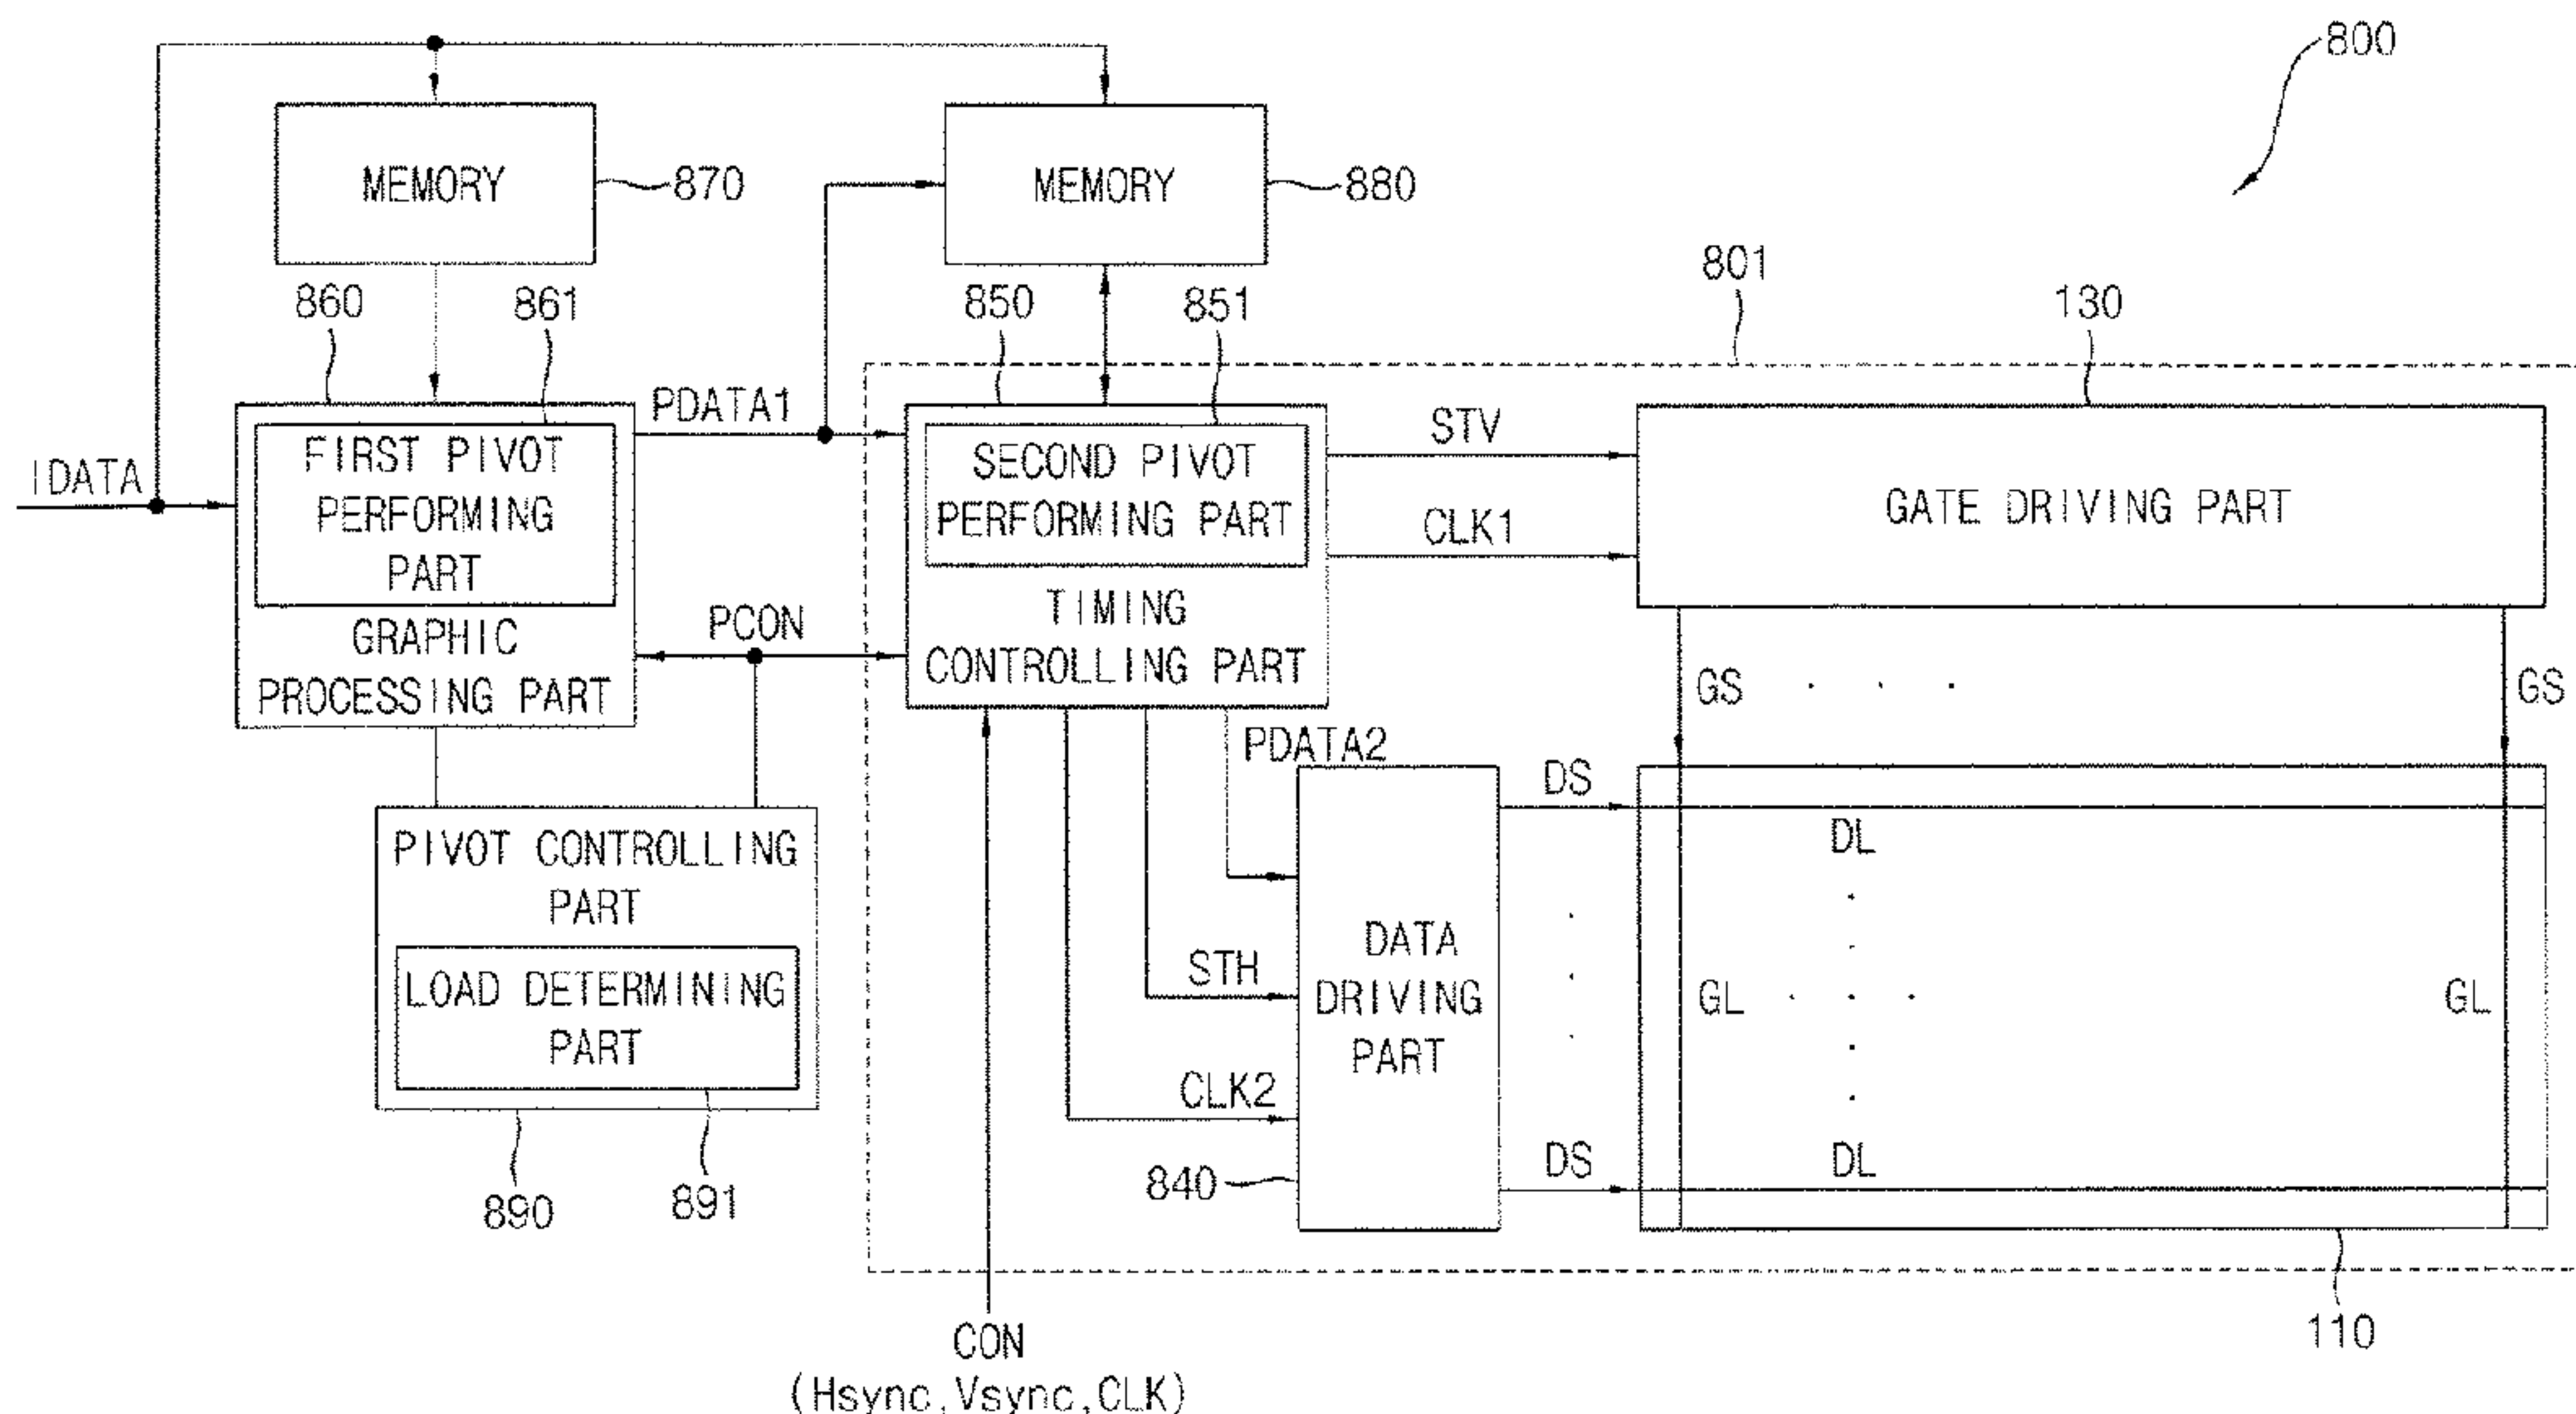 800
MEMORY
870
MEMORY
880
801
860
861
850
851
130
IDATA
FIRST PIVOT
PERFORMING
PART
GRAPHIC
PROCESSING PART
PDATA1
PCON
SECOND PIVOT
PERFORMING PART
TIMING
CONTROLLING PART
STV
CLK1
GATE DRIVING PART
GS
GS
PDATA2
PIVOT CONTROLLING
PART
LOAD DETERMINING
PART
890
891
STH
CLK2
DATA
DRIVING
PART
840
DS
DS
DL
GL
GL
DL
110
CON
(Hsync,Vsync,CLK)